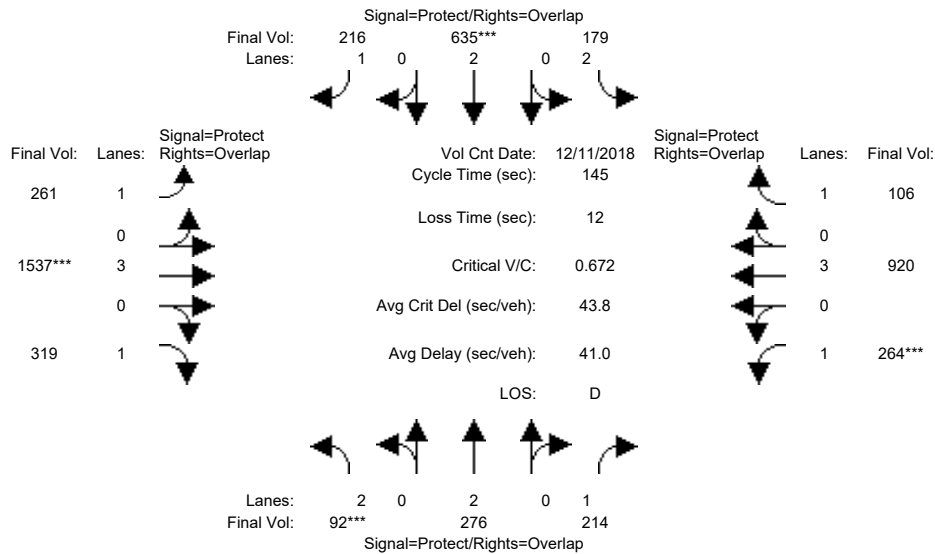 Signal=Protect/Rights=Overlap
Final Vol: 216 635*** 179
Lanes: 1 0 2 0 2
Signal=Protect Signal=Protect
Final Vol: Lanes: Rights=Overlap Vol Cnt Date: 12/11/2018 Rights=Overlap Lanes: Final Vol:
Cycle Time (sec): 145
261 1 1 106
Loss Time (sec): 12
0 0
1537*** 3 Critical V/C: 0.672 3 920
0 Avg Crit Del (sec/veh): 43.8 0
319 1 Avg Delay (sec/veh): 41.0 1 264***
LOS: D
Lanes: 2 0 2 0 1
Final Vol: 92*** 276 214
Signal=Protect/Rights=Overlap